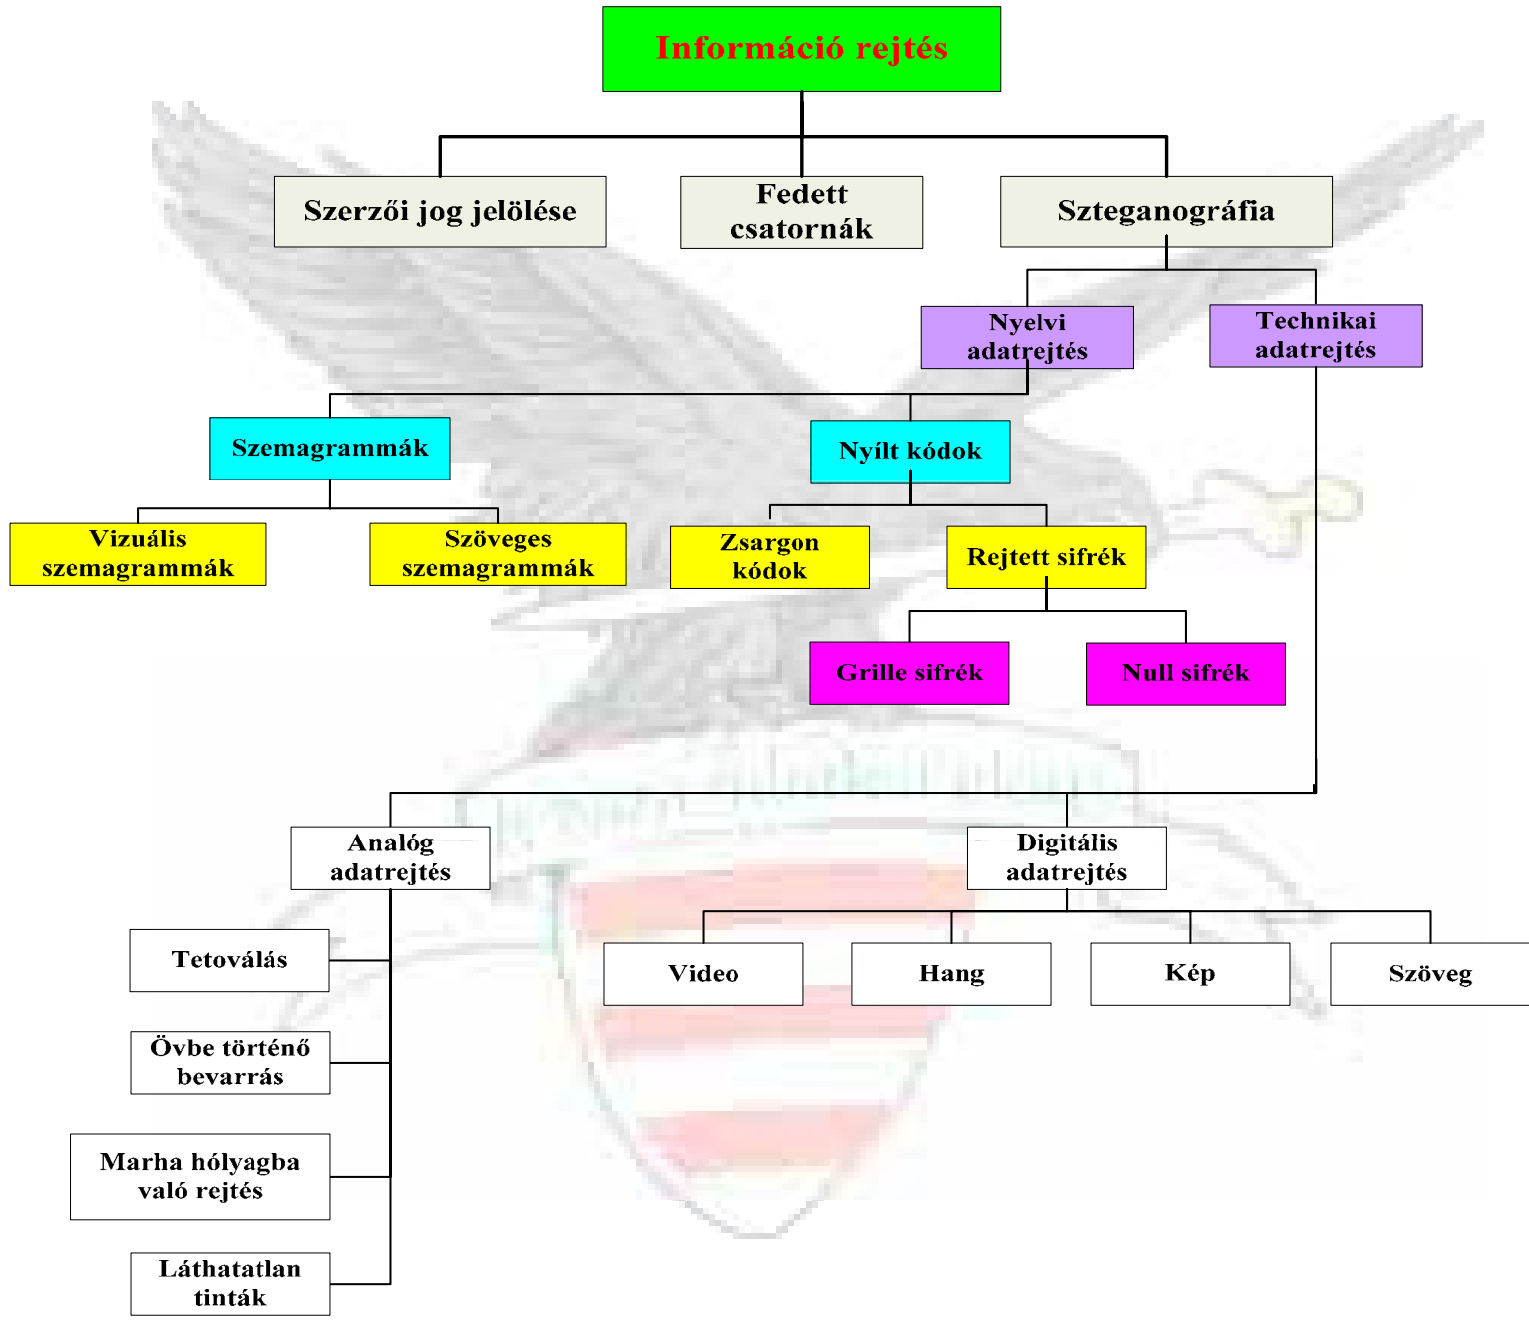 Információ rejtés
Szerzői jog jelölése
Fedett
csatornák
Szteganográfia
Nyelvi
adatrejtés
Technikai
adatrejtés
Szemagrammák
Nyílt kódok
Vizuális
szemagrammák
Szöveges
szemagrammák
Zsargon
kódok
Rejtett sifrék
Grille sifrék
Null sifrék
Analóg
adatrejtés
Digitális
adatrejtés
Tetoválás
Övbe történő
bevarrás
Marha hólyagba
való rejtés
Láthatatlan
tinták
Video
Hang
Kép
Szöveg